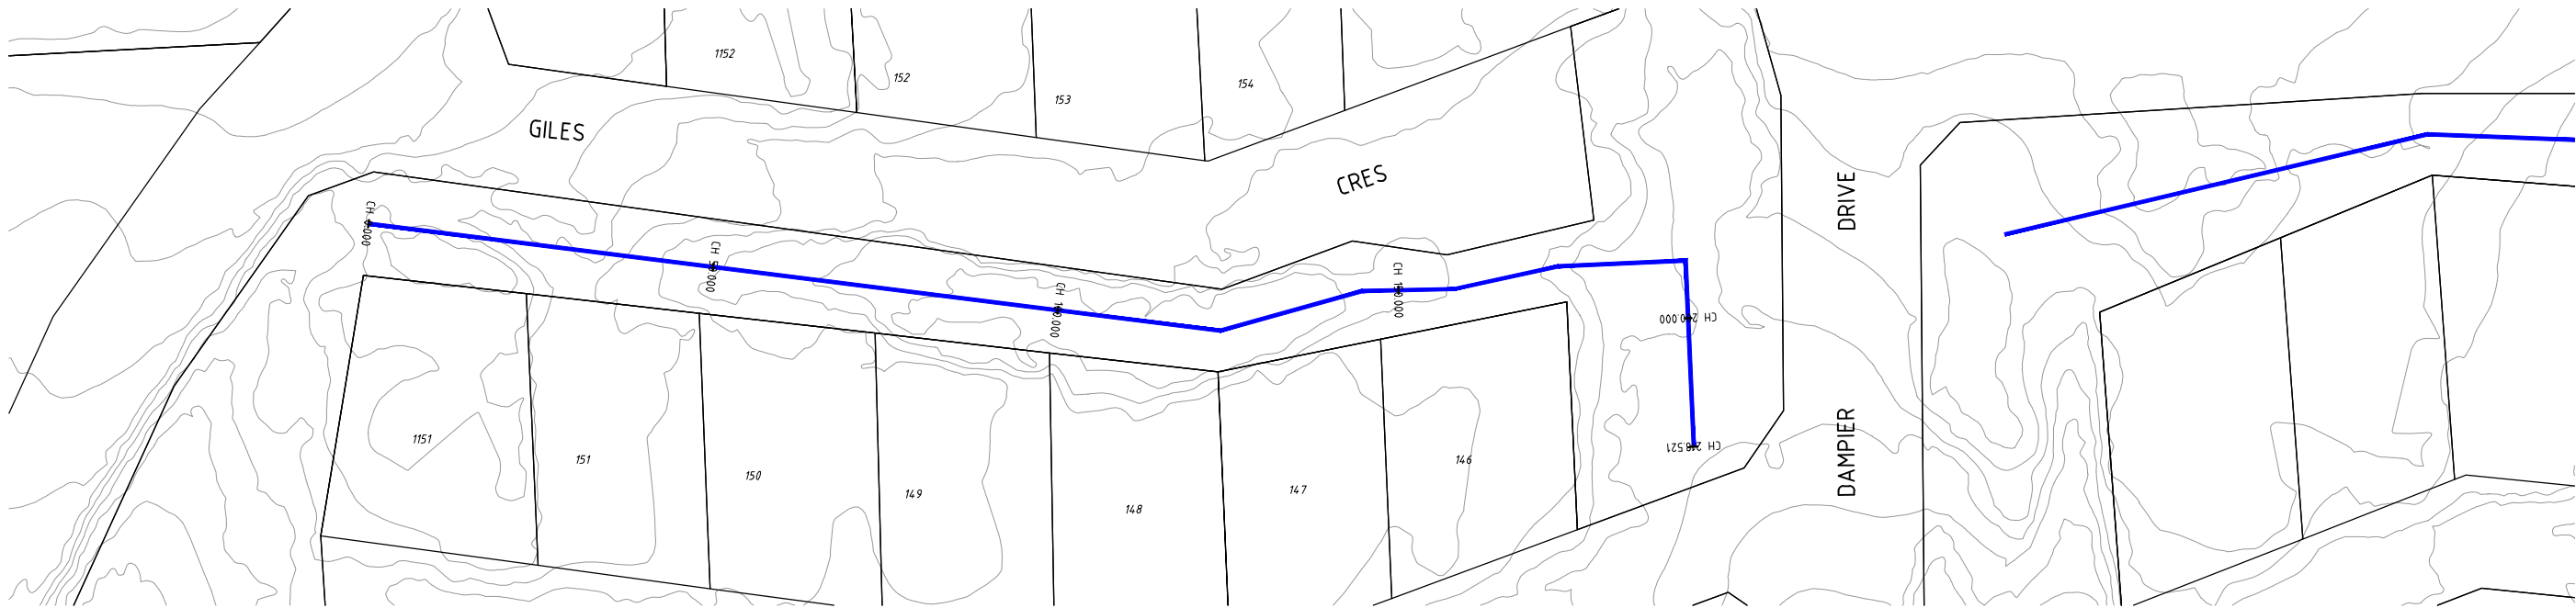 1152
152
153
154
GILES
CRES
DRIVE
CH 0.000
CH 50.000
CH 100.000
CH 150.000
CH 200.000
CH 218.521
DAMPIER
1151
151
150
149
148
147
146